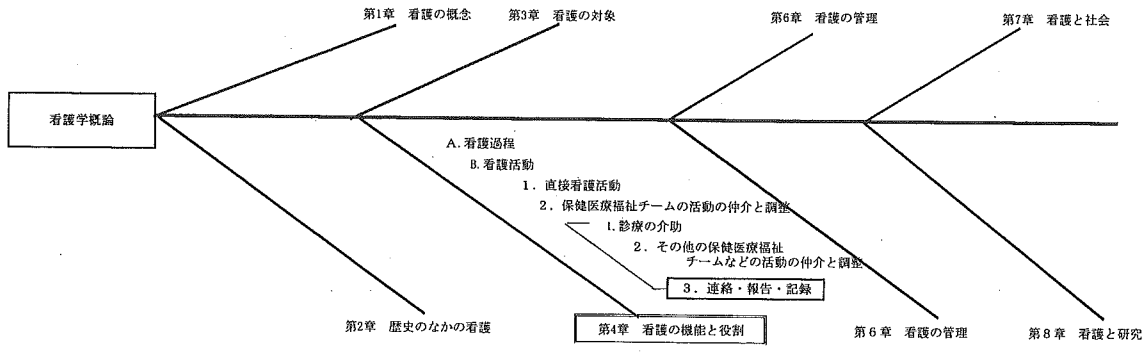 第1章 看護の概念
第3章 看護の対象
第6章 看護の管理
第7章 看護と社会
看護学概論
A. 看護過程
B. 看護活動
1. 直接看護活動
2. 保健医療福祉チームの活動の仲介と調整
1. 診療の介助
2. その他の保健医療福祉
チームなどの活動の仲介と調整
3. 連絡・報告・記録
第2章 歴史のなかの看護
第4章 看護の機能と役割
第6章 看護の管理
第8章 看護と研究